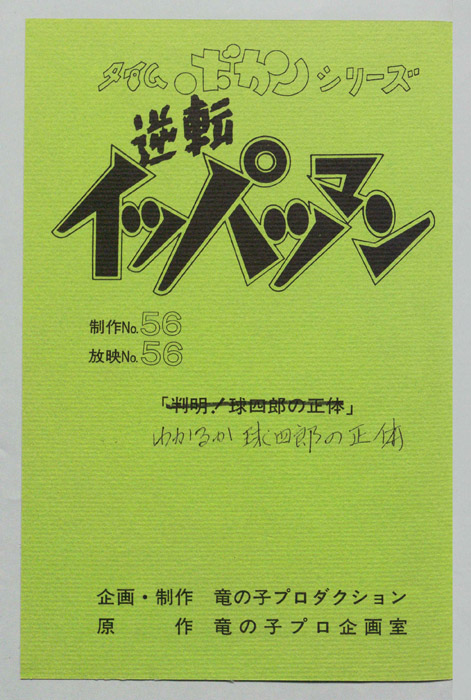 タイムボカンシリーズ
逆転
イッパツマン
制作No.56
放映No.56
「判明！球四郎の正体」
わかるか球四郎の正体
企画・制作　竜の子プロダクション
原　　作　竜の子プロ企画室